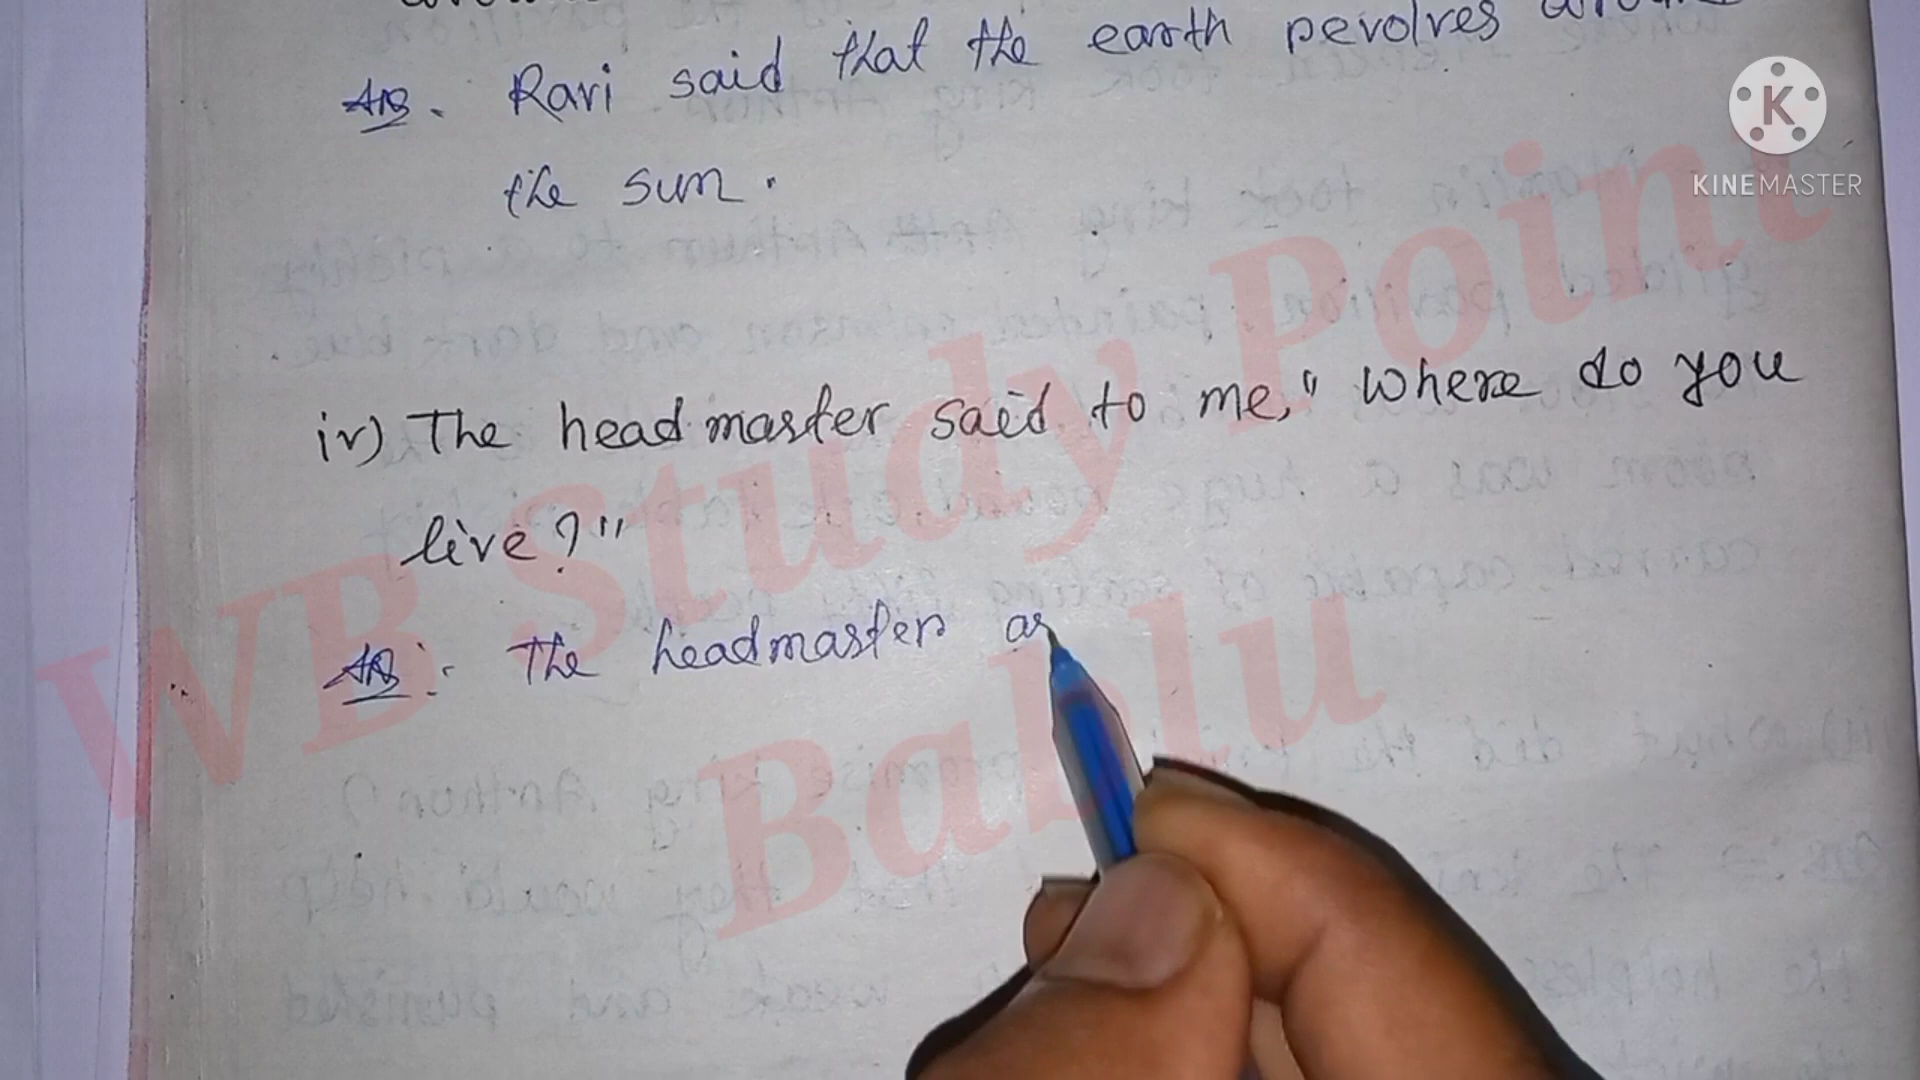 Ans. Ravi said that the earth revolves around
the sun.
iv) The headmaster said to me," Where do you
live?"
Ans:- The headmaster as
K
KINEMASTER
WB Study Point
Bablu